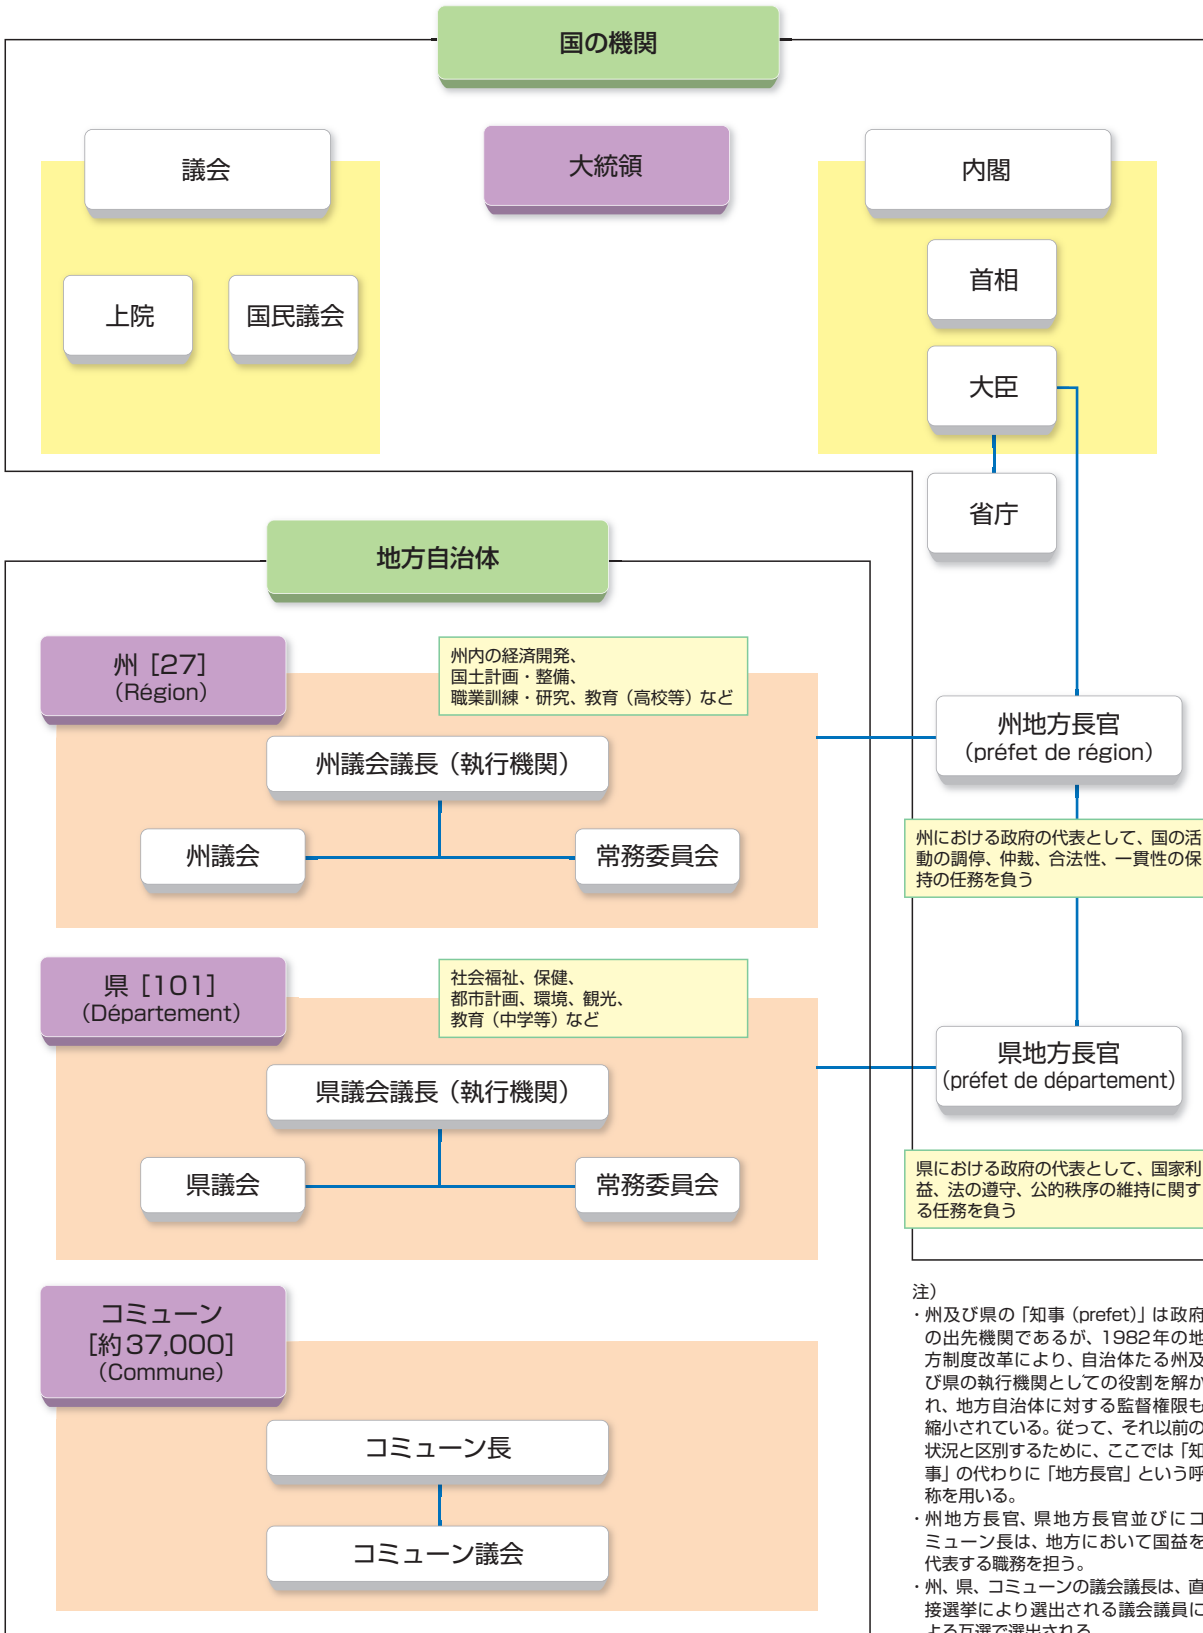 国の機関
議会
大統領
内閣
上院
国民議会
首相
大臣
省庁
地方自治体
州 [27]
(Région)
州内の経済開発、
国土計画・整備、
職業訓練・研究、教育（高校等）など
州議会議長（執行機関）
州議会
常務委員会
州地方長官
(préfet de région)
州における政府の代表として、国の活
動の調停、仲裁、合法性、一貫性の保
持の任務を負う
県 [101]
(Département)
社会福祉、保健、
都市計画、環境、観光、
教育（中学等）など
県議会議長（執行機関）
県議会
常務委員会
県地方長官
(préfet de département)
県における政府の代表として、国家利
益、法の遵守、公的秩序の維持に関す
る任務を負う
コミューン
[約37,000]
(Commune)
コミューン長
コミューン議会
注）
・州及び県の「知事 (prefet)」は政府
の出先機関であるが、1982年の地
方制度改革により、自治体たる州及
び県の執行機関としての役割を解か
れ、地方自治体に対する監督権限も
縮小されている。従って、それ以前の
状況と区別するために、ここでは「知
事」の代わりに「地方長官」という呼
称を用いる。
・州地方長官、県地方長官並びにコ
ミューン長は、地方において国益を
代表する職務を担う。
・州、県、コミューンの議会議長は、直
接選挙により選出される議会議員に
よる互選で選出される